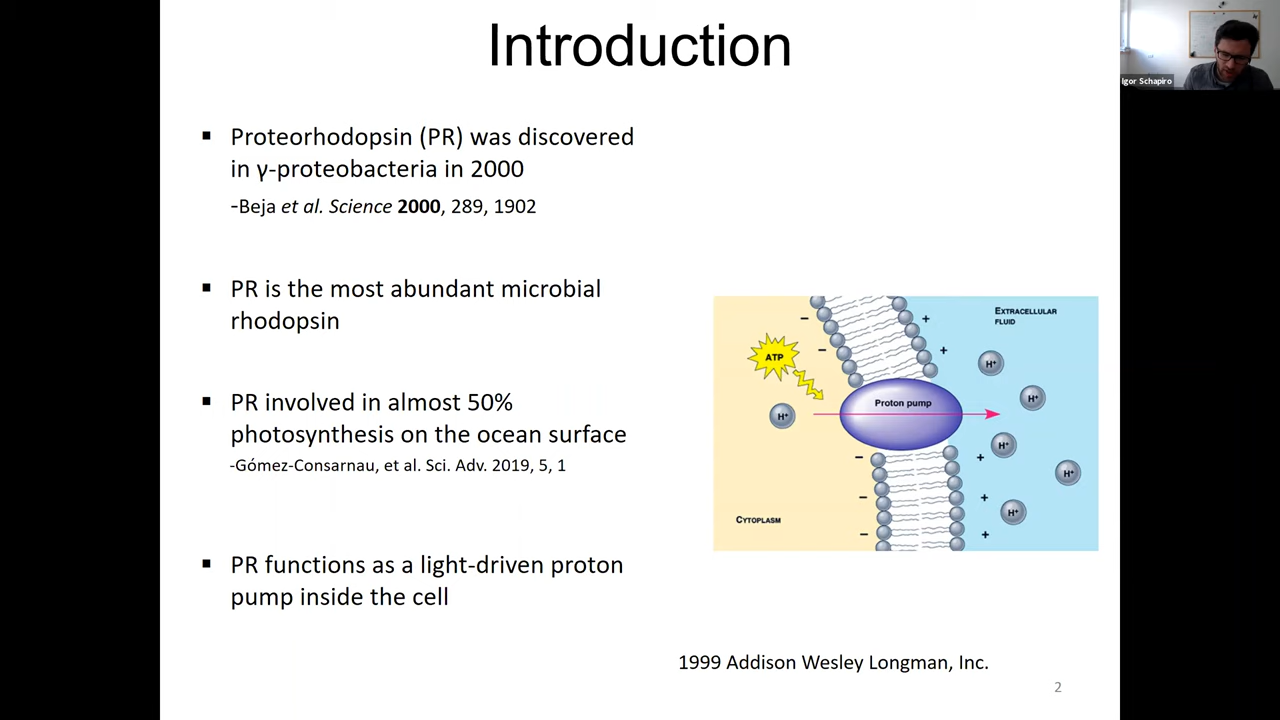 Introduction
Igor Schapiro
▪ Proteorhodopsin (PR) was discovered
in γ-proteobacteria in 2000
-Beja et al. Science 2000, 289, 1902
▪ PR is the most abundant microbial
rhodopsin
▪ PR involved in almost 50%
photosynthesis on the ocean surface
-Gómez-Consarnau, et al. Sci. Adv. 2019, 5, 1
▪ PR functions as a light-driven proton
pump inside the cell
EXTRACELLULAR
FLUID
ATP
Proton pump
H+
H+
H+
H+
H+
H+
CYTOPLASM
− +
− +
− +
− +
− +
1999 Addison Wesley Longman, Inc.
2